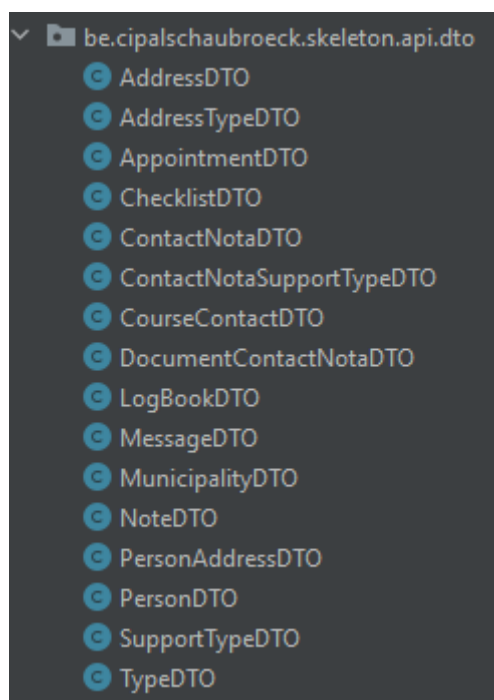 be.cipalschaubroeck.skeleton.api.dto
C AddressDTO
C AddressTypeDTO
C AppointmentDTO
C ChecklistDTO
C ContactNotaDTO
C ContactNotaSupportTypeDTO
C CourseContactDTO
C DocumentContactNotaDTO
C LogBookDTO
C MessageDTO
C MunicipalityDTO
C NoteDTO
C PersonAddressDTO
C PersonDTO
C SupportTypeDTO
C TypeDTO